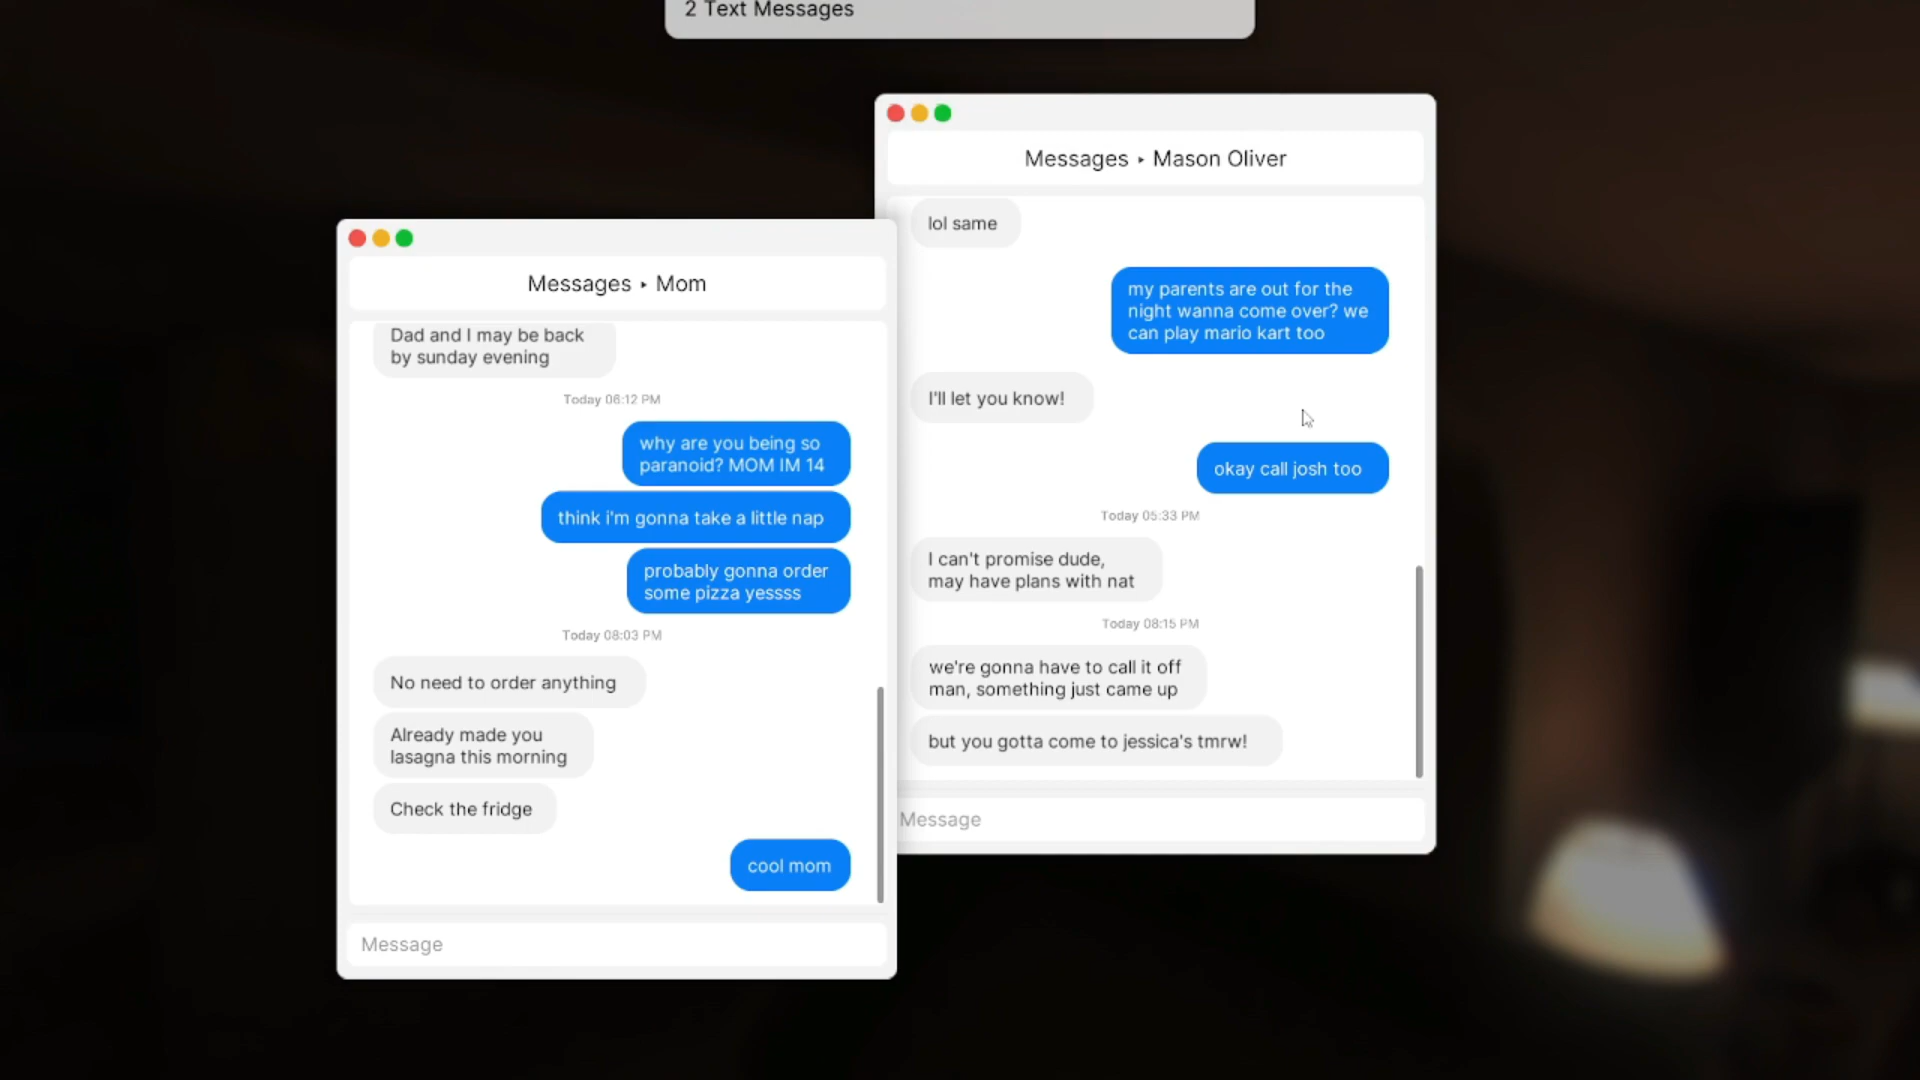 2 Text Messages
Messages ▸ Mom
Dad and I may be back
by sunday evening
Today 06:12 PM
why are you being so
paranoid? MOM IM 14
think i'm gonna take a little nap
probably gonna order
some pizza yessss
Today 08:03 PM
No need to order anything
Already made you
lasagna this morning
Check the fridge
cool mom
Message
Messages ▸ Mason Oliver
lol same
my parents are out for the
night wanna come over? we
can play mario kart too
I'll let you know!
okay call josh too
Today 05:33 PM
I can't promise dude,
may have plans with nat
Today 08:15 PM
we're gonna have to call it off
man, something just came up
but you gotta come to jessica's tmrw!
Message